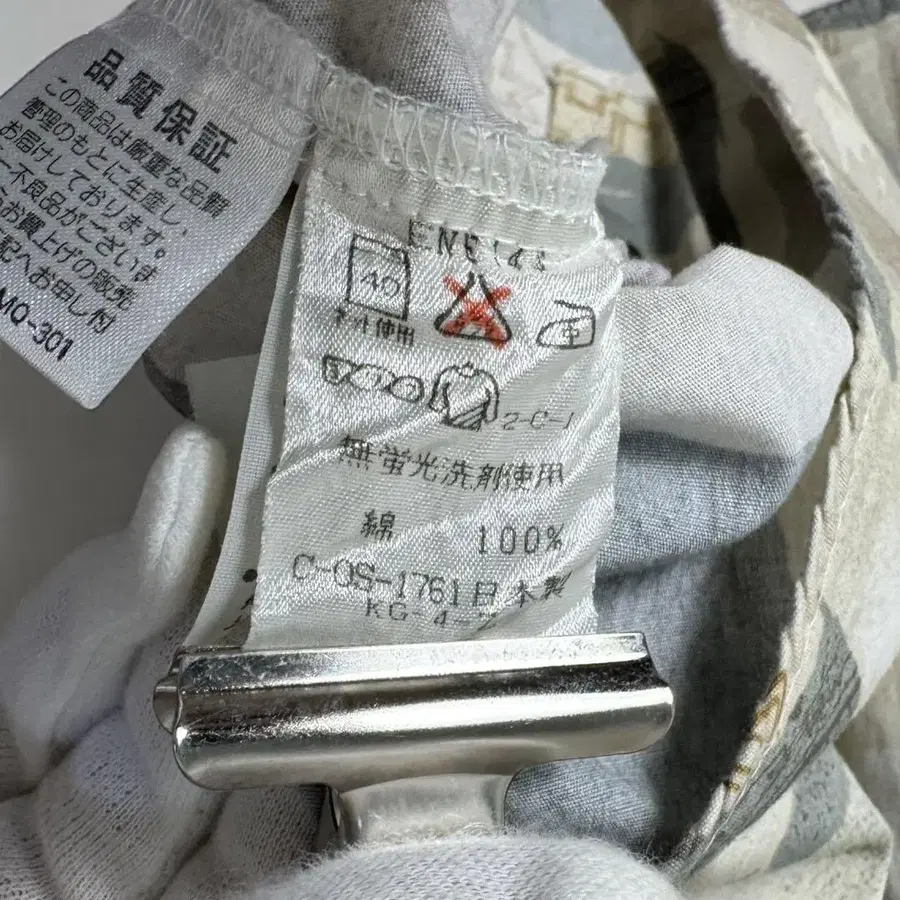 品質保証
この商品は厳重な品質
管理のもとに生産し、
お届けしております。
不良品がございま
お買上げの販売
配へお申し付
MQ-301
40
ネット使用
2-C-1
無蛍光洗剤使用
綿 100%
C-OS-1761日本製
KG-4-